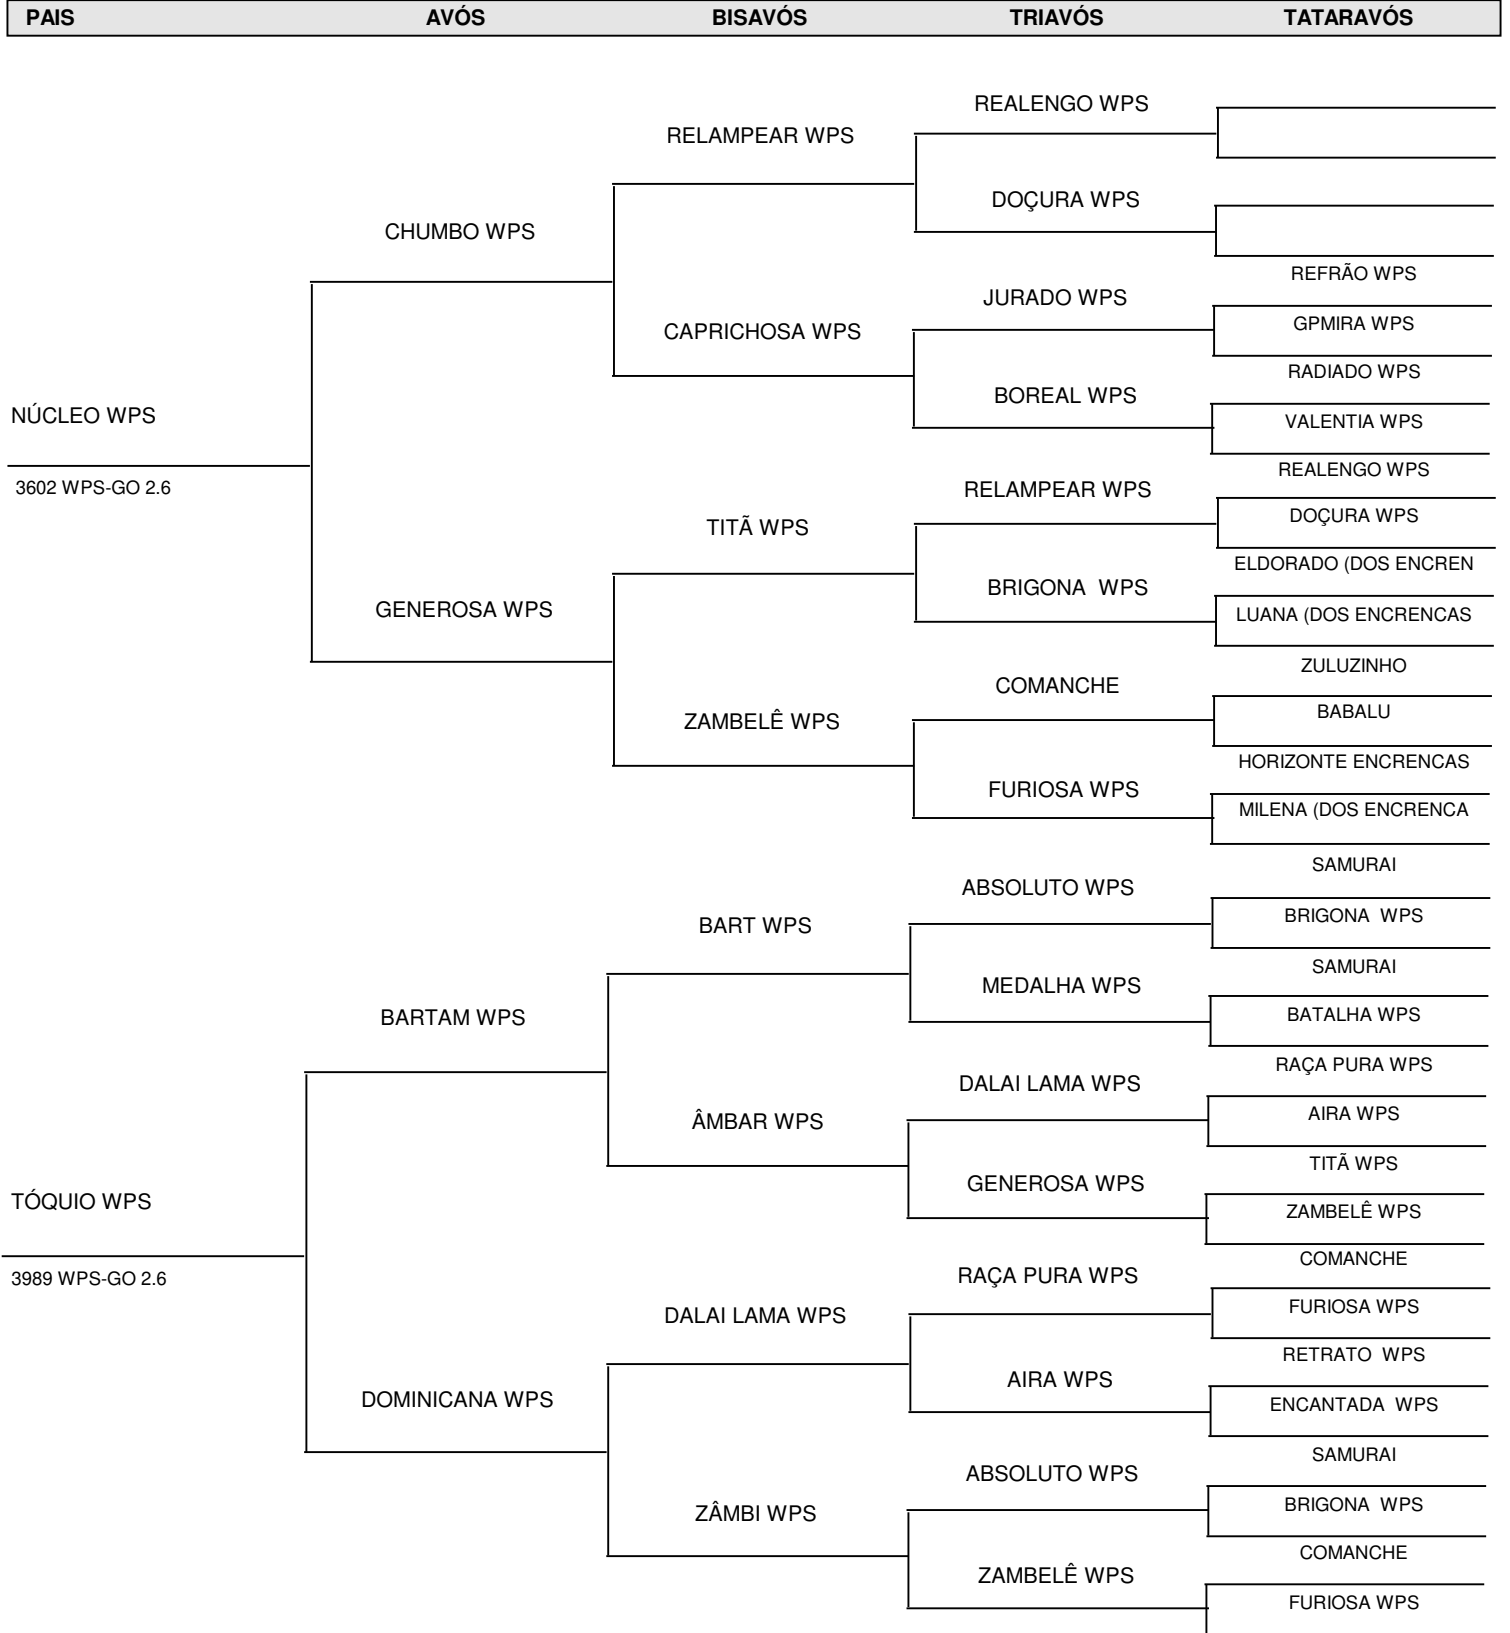 PAIS AVÓS BISAVÓS TRIAVÓS TATARAVÓS
REALENGO WPS
RELAMPEAR WPS
DOÇURA WPS
CHUMBO WPS
REFRÃO WPS
JURADO WPS
GPMIRA WPS
CAPRICHOSA WPS
RADIADO WPS
BOREAL WPS
NÚCLEO WPS
VALENTIA WPS
REALENGO WPS
3602 WPS-GO 2.6
RELAMPEAR WPS
DOÇURA WPS
TITÃ WPS
ELDORADO (DOS ENCREN
BRIGONA  WPS
GENEROSA WPS
LUANA (DOS ENCRENCAS
ZULUZINHO
COMANCHE
BABALU
ZAMBELÊ WPS
HORIZONTE ENCRENCAS
FURIOSA WPS
MILENA (DOS ENCRENCA
SAMURAI
ABSOLUTO WPS
BRIGONA  WPS
BART WPS
SAMURAI
MEDALHA WPS
BATALHA WPS
BARTAM WPS
RAÇA PURA WPS
DALAI LAMA WPS
AIRA WPS
ÂMBAR WPS
TITÃ WPS
GENEROSA WPS
TÓQUIO WPS
ZAMBELÊ WPS
COMANCHE
3989 WPS-GO 2.6
RAÇA PURA WPS
FURIOSA WPS
DALAI LAMA WPS
RETRATO  WPS
AIRA WPS
DOMINICANA WPS
ENCANTADA  WPS
SAMURAI
ABSOLUTO WPS
BRIGONA  WPS
ZÂMBI WPS
COMANCHE
ZAMBELÊ WPS
FURIOSA WPS